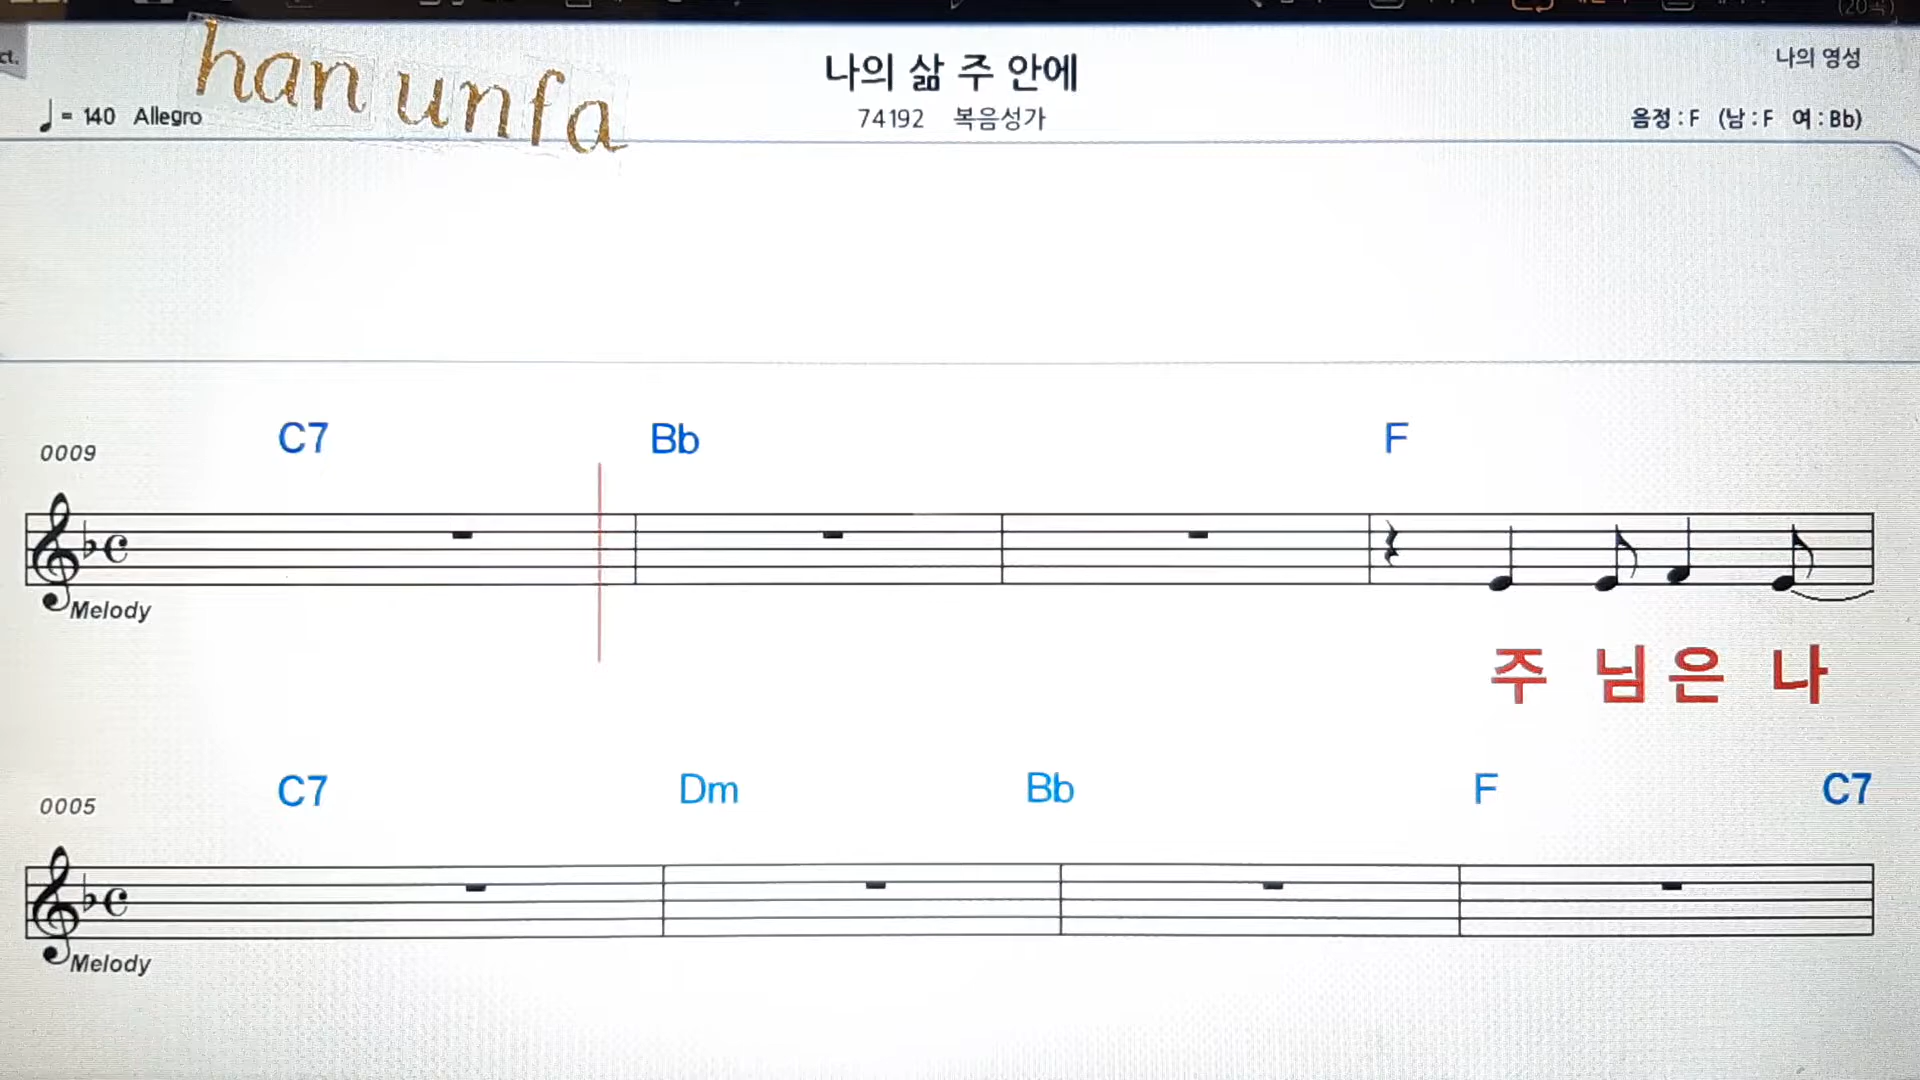 ct.
han unfa
나의 삶 주 안에
나의 영성
= 140 Allegro
74192 복음성가
음정 : F (남 : F 여 : Bb)
C7 Bb F
0009
Melody
주 님 은 나
C7 Dm Bb F C7
0005
Melody